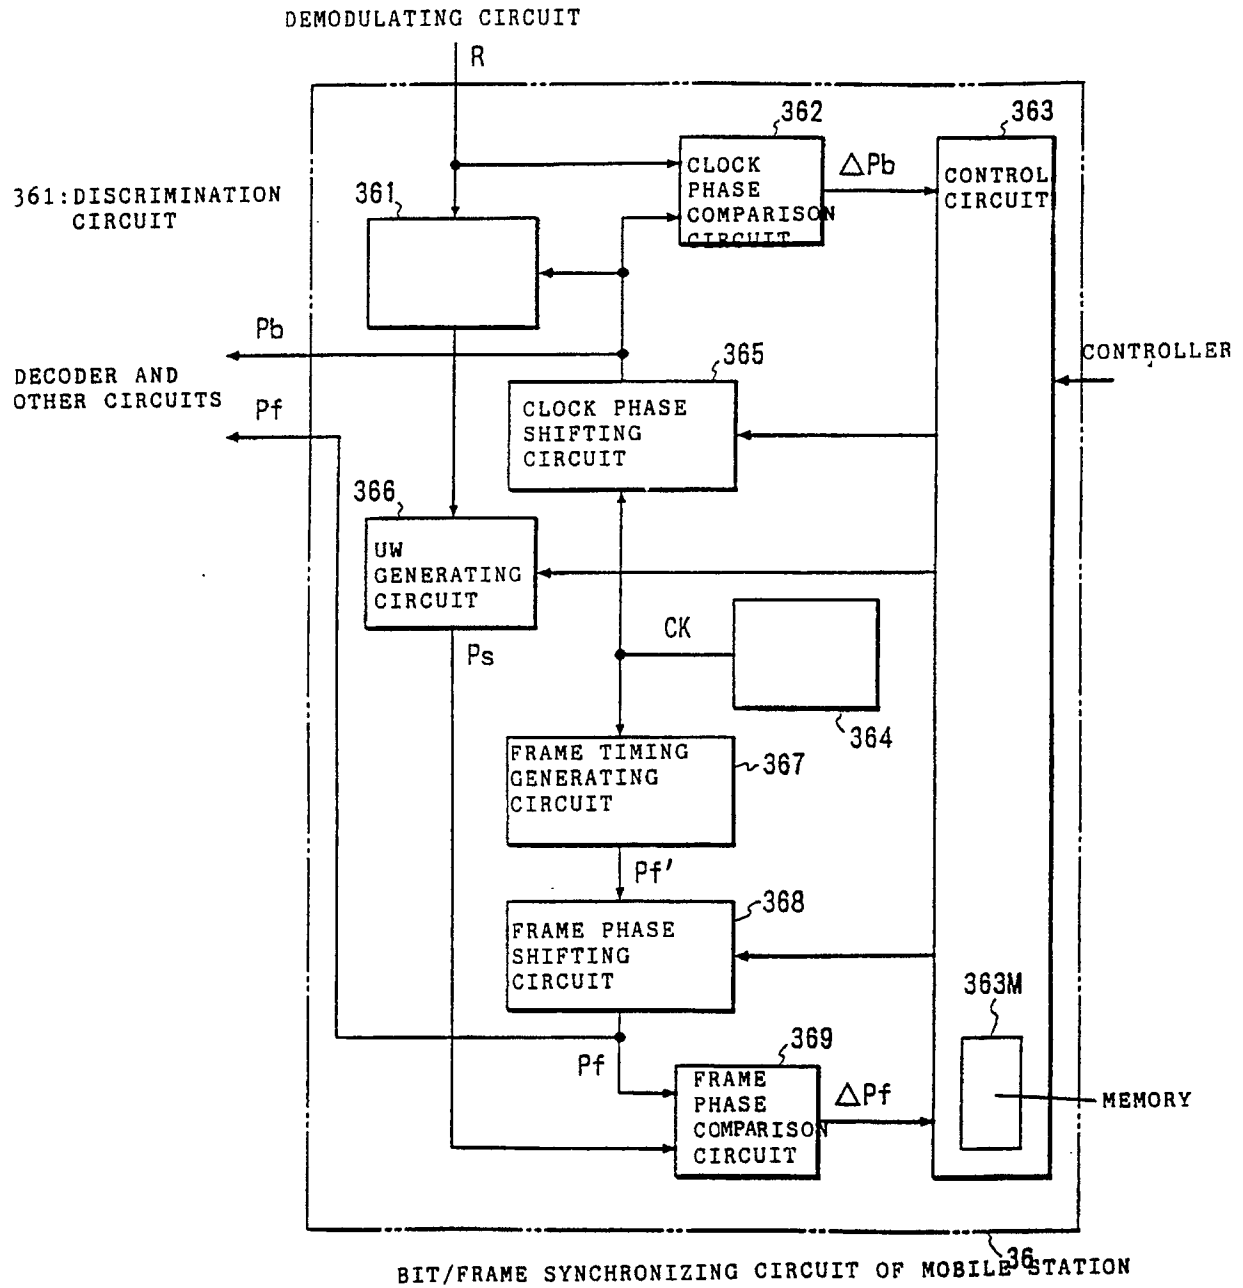 DEMODULATING CIRCUIT
R
362
363
CLOCK
PHASE
COMPARISON
CIRCUIT
△Pb
CONTROL
CIRCUIT
361:DISCRIMINATION
CIRCUIT
361
Pb
365
CONTROLLER
DECODER AND
OTHER CIRCUITS
Pf
CLOCK PHASE
SHIFTING
CIRCUIT
366
UW
GENERATING
CIRCUIT
Ps
CK
364
FRAME TIMING
GENERATING
CIRCUIT
367
Pf'
368
FRAME PHASE
SHIFTING
CIRCUIT
363M
Pf
369
FRAME
PHASE
COMPARISON
CIRCUIT
△Pf
MEMORY
36
BIT/FRAME SYNCHRONIZING CIRCUIT OF MOBILE STATION